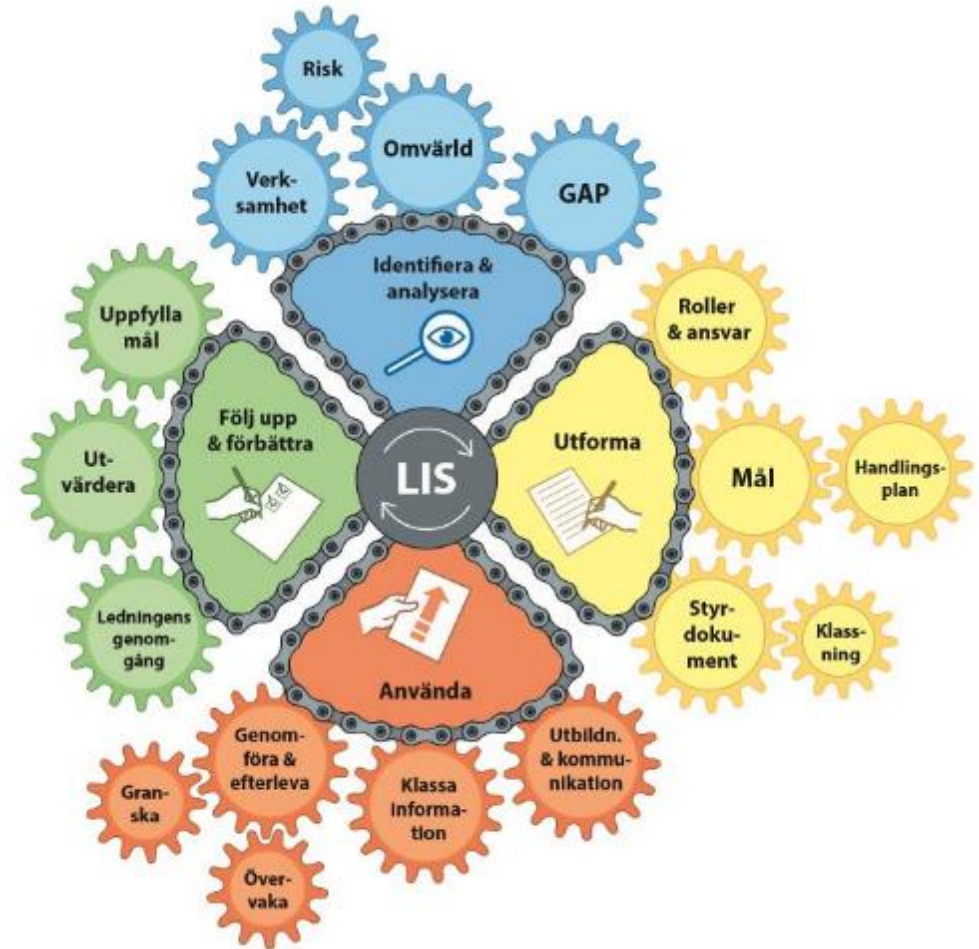 Risk
Omvärld
Verk-
samhet
GAP
Identifiera &
analysera
Uppfylla
mål
Roller
& ansvar
Följ upp
& förbättra
Utforma
LIS
Ut-
värdera
Mål
Handlings-
plan
Ledningens
genom-
gång
Styr-
doku-
ment
Klass-
ning
Använda
Genom-
föra &
efterleva
Utbildn.
& kommu-
nikation
Gran-
ska
Klassa
informa-
tion
Över-
vaka